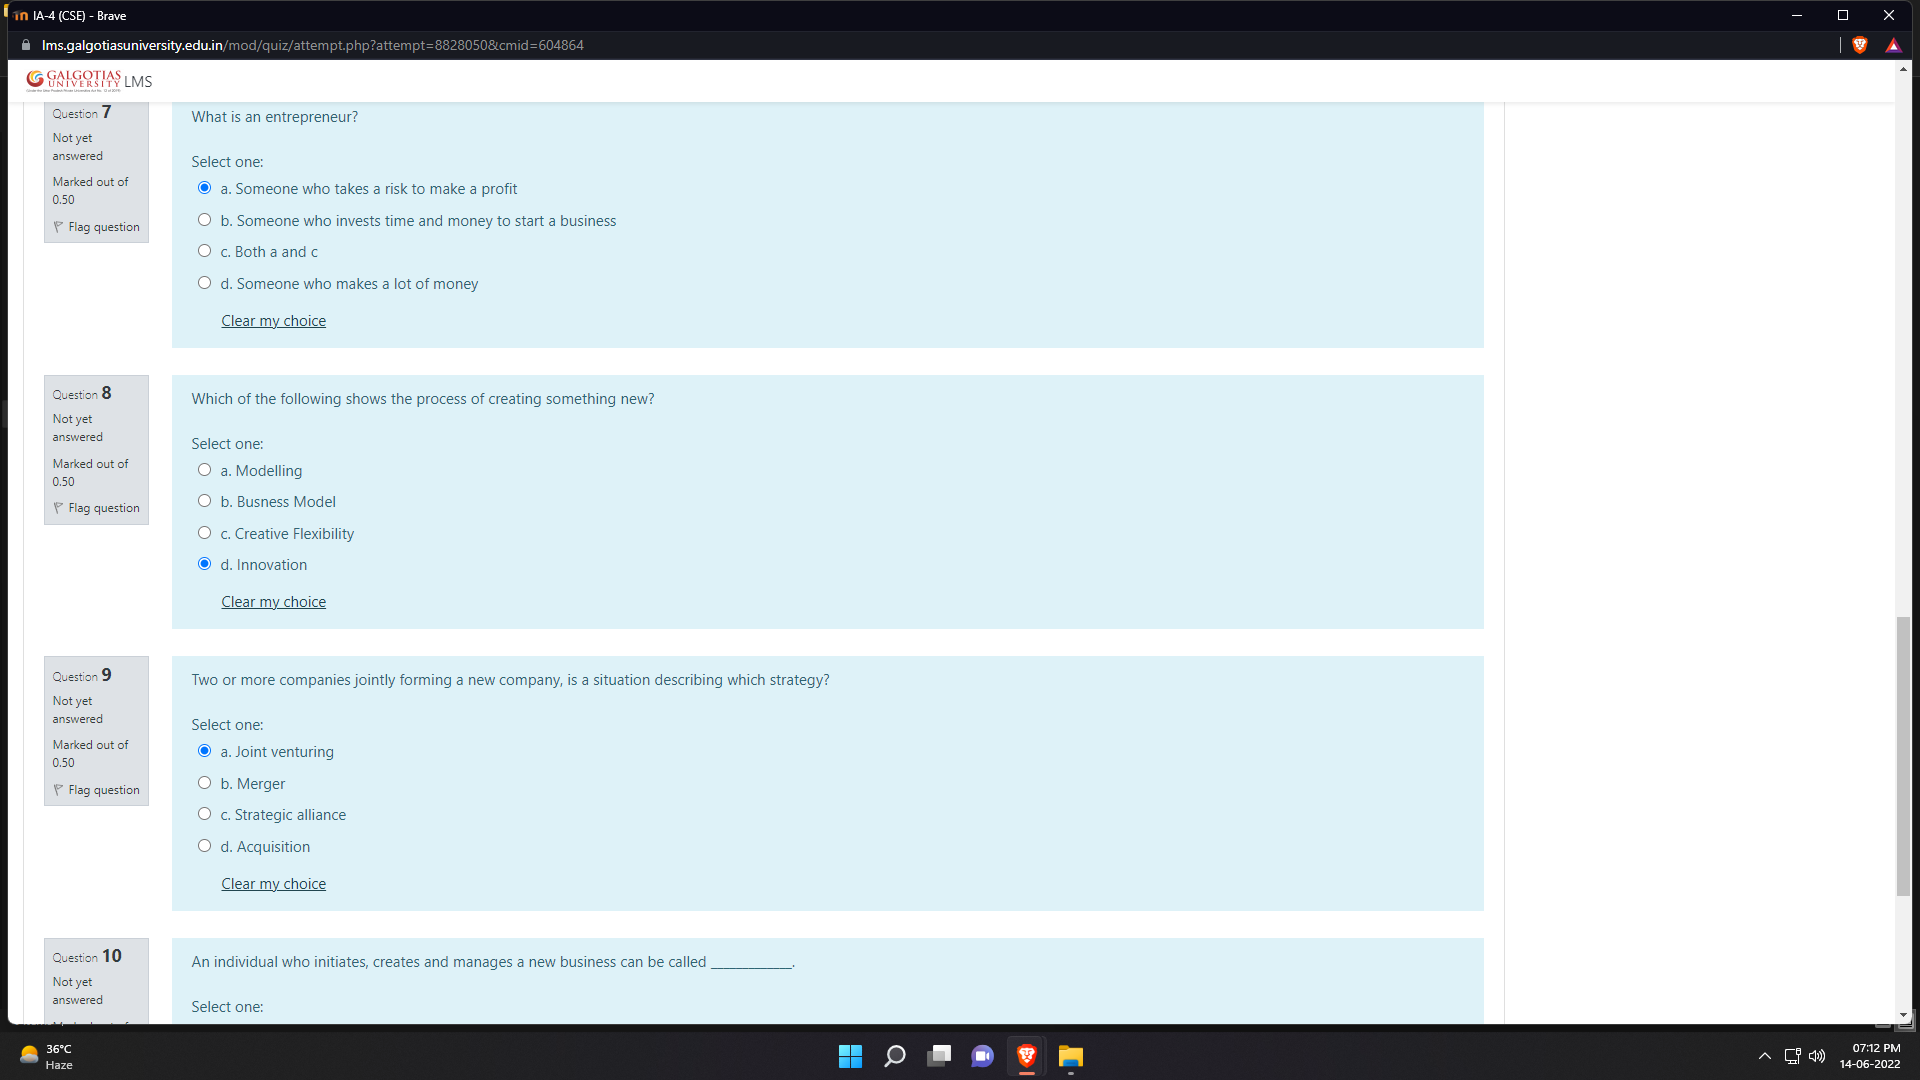 IA-4 (CSE) - Brave
lms.galgotiasuniversity.edu.in/mod/quiz/attempt.php?attempt=8828050&cmid=604864
GALGOTIAS
UNIVERSITY LMS
Question 7
Not yet
answered
Marked out of
0.50
Flag question
What is an entrepreneur?
Select one:
a. Someone who takes a risk to make a profit
b. Someone who invests time and money to start a business
c. Both a and c
d. Someone who makes a lot of money
Clear my choice
Question 8
Not yet
answered
Marked out of
0.50
Flag question
Which of the following shows the process of creating something new?
Select one:
a. Modelling
b. Busness Model
c. Creative Flexibility
d. Innovation
Clear my choice
Question 9
Not yet
answered
Marked out of
0.50
Flag question
Two or more companies jointly forming a new company, is a situation describing which strategy?
Select one:
a. Joint venturing
b. Merger
c. Strategic alliance
d. Acquisition
Clear my choice
Question 10
Not yet
answered
An individual who initiates, creates and manages a new business can be called ____________.
Select one:
36°C
Haze
07:12 PM
14-06-2022